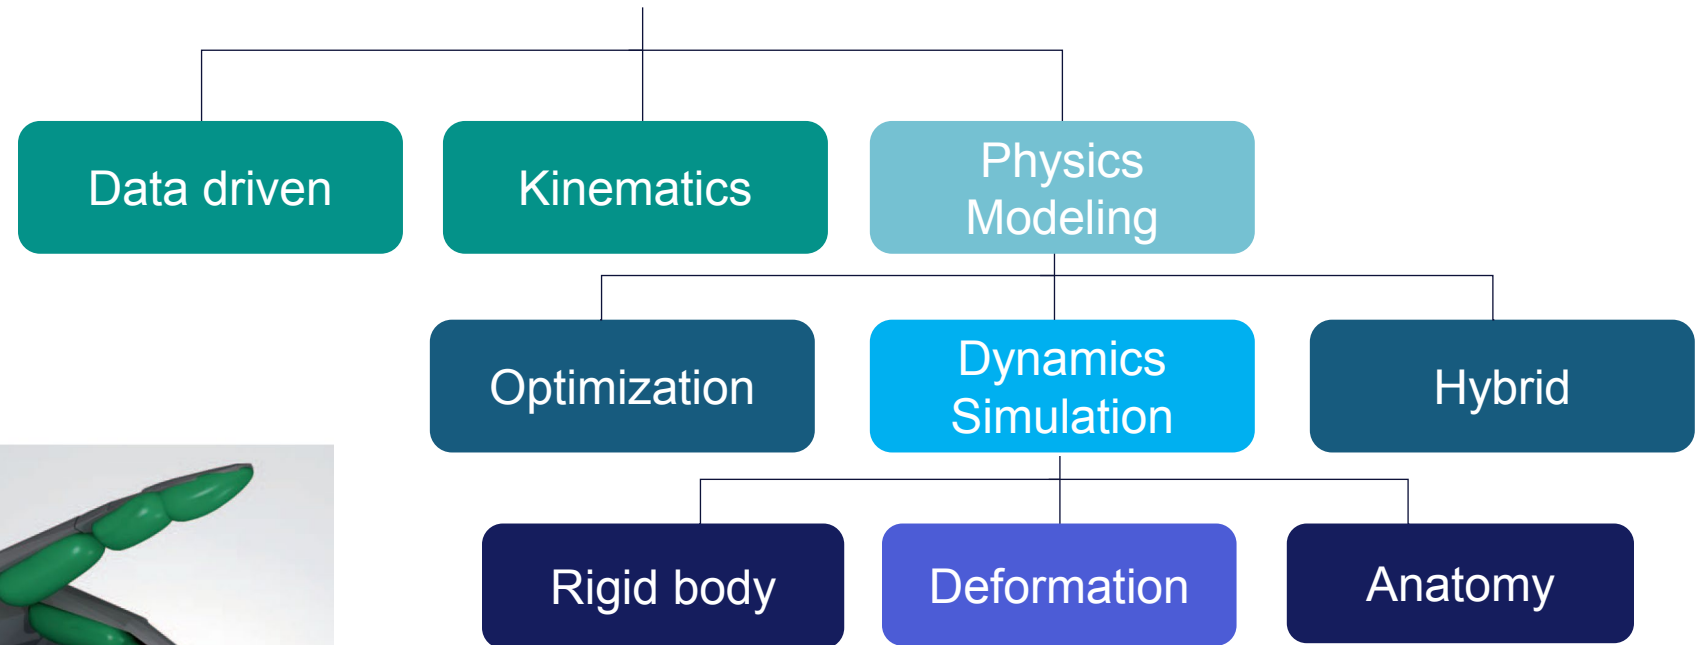 Data driven
Kinematics
Physics
Modeling
Optimization
Dynamics
Simulation
Hybrid
Rigid body
Deformation
Anatomy